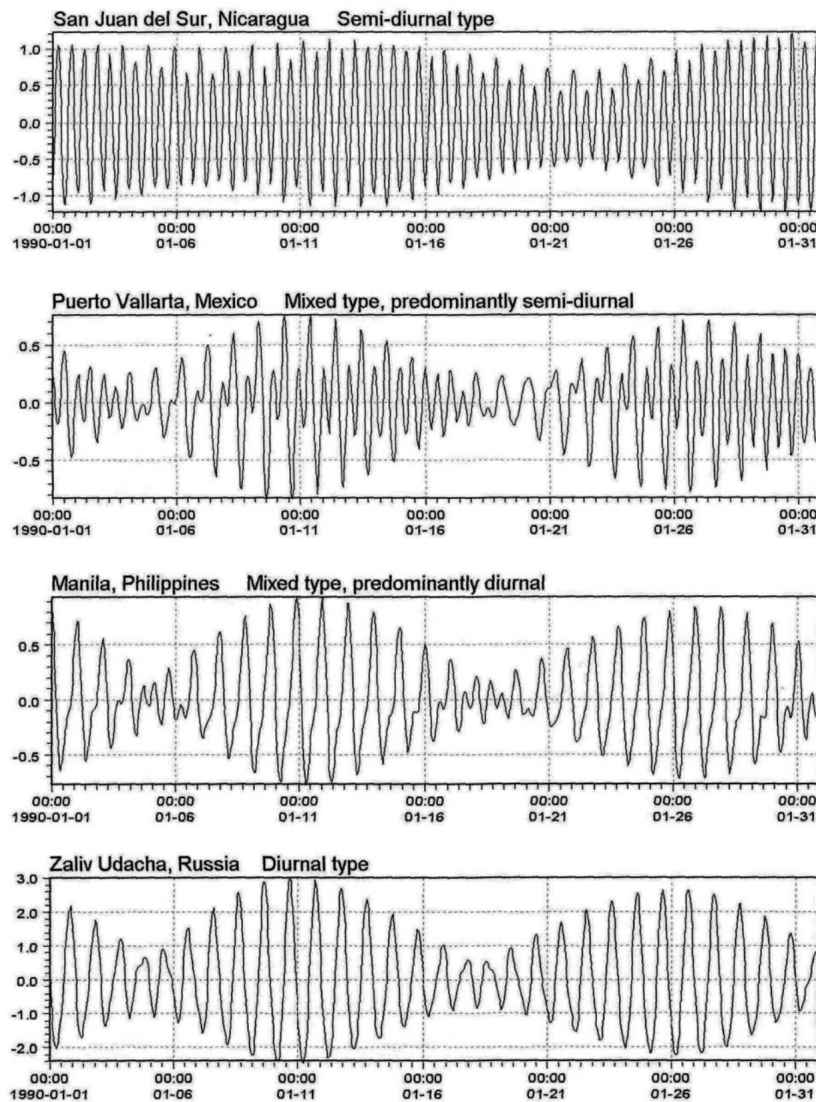 San Juan del Sur, Nicaragua Semi-diurnal type
1.0
0.5
0.0
-0.5
-1.0
00:00 00:00 00:00 00:00 00:00 00:00 00:00
1990-01-01 01-06 01-11 01-16 01-21 01-26 01-31
Puerto Vallarta, Mexico Mixed type, predominantly semi-diurnal
0.5
0.0
-0.5
00:00 00:00 00:00 00:00 00:00 00:00 00:00
1990-01-01 01-06 01-11 01-16 01-21 01-26 01-31
Manila, Philippines Mixed type, predominantly diurnal
0.5
0.0
-0.5
00:00 00:00 00:00 00:00 00:00 00:00 00:00
1990-01-01 01-06 01-11 01-16 01-21 01-26 01-31
Zaliv Udacha, Russia Diurnal type
3.0
2.0
1.0
0.0
-1.0
-2.0
00:00 00:00 00:00 00:00 00:00 00:00 00:00
1990-01-01 01-06 01-11 01-16 01-21 01-26 01-31